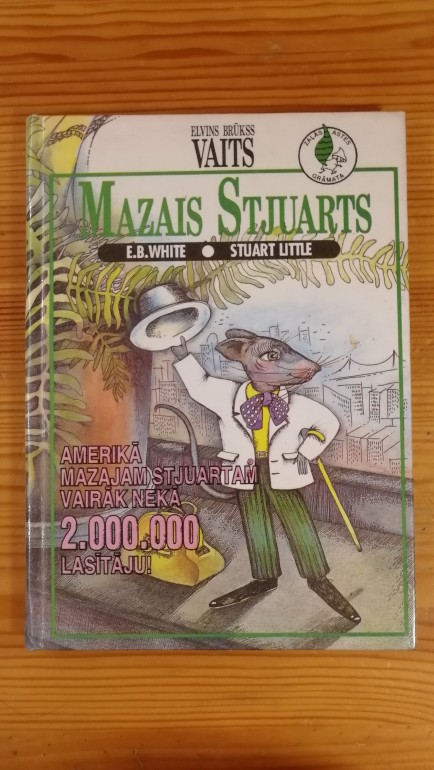 ELVINS BRŪKSS
VAITS
ZAĻĀS ASTES
GRĀMATA
MAZAIS STJUARTS
E.B.WHITE • STUART LITTLE
AMERIKĀ
MAZAJAM STJUARTAM
VAIRĀK NEKĀ
2.000.000
LASĪTĀJU!